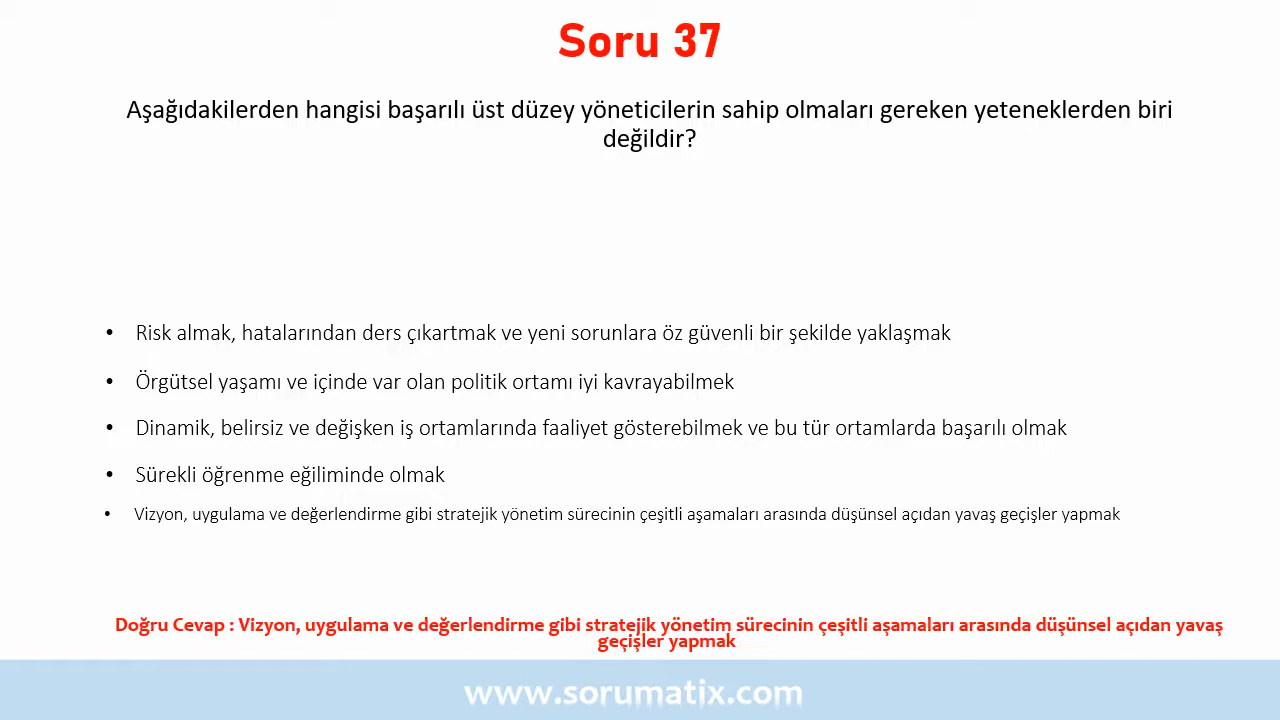 Soru 37
Aşağıdakilerden hangisi başarılı üst düzey yöneticilerin sahip olmaları gereken yeteneklerden biri
değildir?
• Risk almak, hatalarından ders çıkartmak ve yeni sorunlara öz güvenli bir şekilde yaklaşmak
• Örgütsel yaşamı ve içinde var olan politik ortamı iyi kavrayabilmek
• Dinamik, belirsiz ve değişken iş ortamlarında faaliyet gösterebilmek ve bu tür ortamlarda başarılı olmak
• Sürekli öğrenme eğiliminde olmak
• Vizyon, uygulama ve değerlendirme gibi stratejik yönetim sürecinin çeşitli aşamaları arasında düşünsel açıdan yavaş geçişler yapmak
Doğru Cevap : Vizyon, uygulama ve değerlendirme gibi stratejik yönetim sürecinin çeşitli aşamaları arasında düşünsel açıdan yavaş
geçişler yapmak
www.sorumatix.com